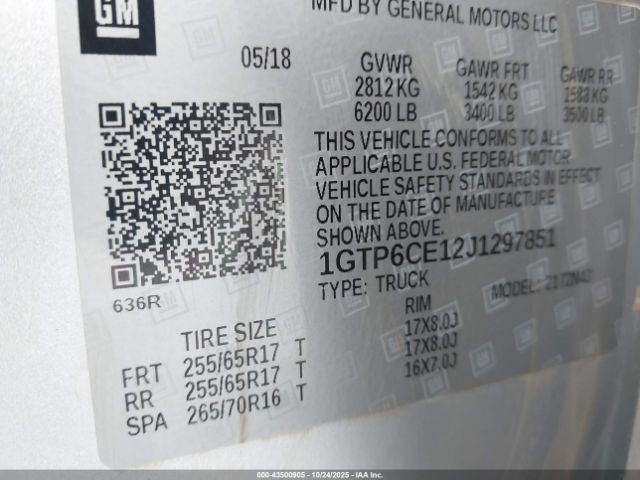 GM
MFD BY GENERAL MOTORS LLC
05/18
GVWR GAWR FRT GAWR RR
2812 KG 1542 KG 1588 KG
6200 LB 3400 LB 3500 LB
THIS VEHICLE CONFORMS TO ALL
APPLICABLE U.S. FEDERAL MOTOR
VEHICLE SAFETY STANDARDS IN EFFECT
ON THE DATE OF MANUFACTURE
SHOWN ABOVE.
1GTP6CE12J1297851
TYPE: TRUCK MODEL:
636R
TIRE SIZE RIM
FRT 255/65R17 T 17X8.0J
RR 255/65R17 T 17X8.0J
SPA 265/70R16 T 16X7.0J
000-43500905 • 10/24/2025 • IAAI, Inc.